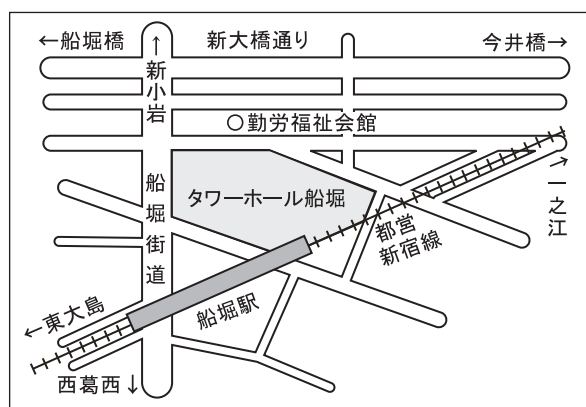 ←船堀橋
新大橋通り
今井橋→
←新小岩
勤労福祉会館
船堀街道
タワーホール船堀
→一之江
都営
新宿線
船堀駅
←東大島
西葛西↓